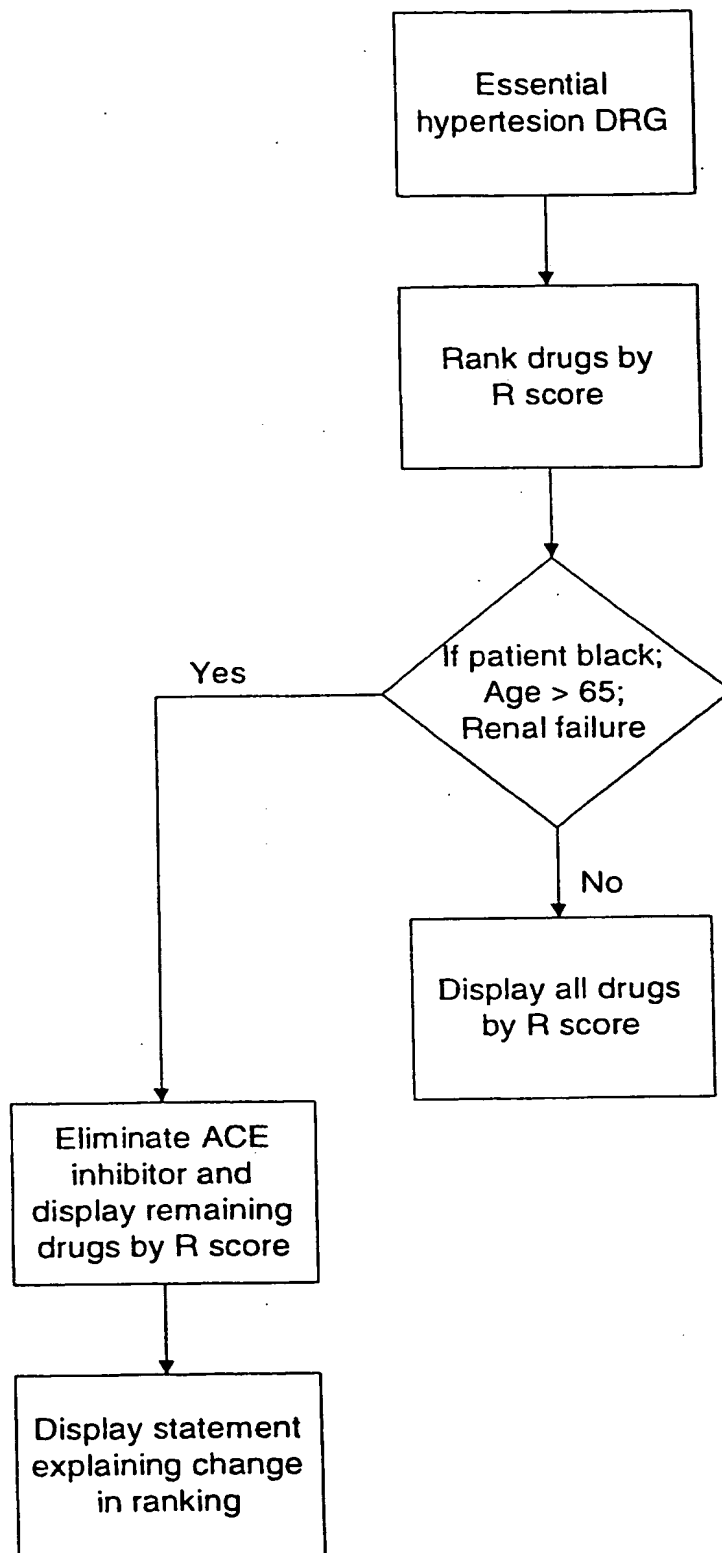 Essential
hypertesion DRG
Rank drugs by
R score
If patient black;
Age > 65;
Renal failure
Yes
No
Display all drugs
by R score
Eliminate ACE
inhibitor and
display remaining
drugs by R score
Display statement
explaining change
in ranking